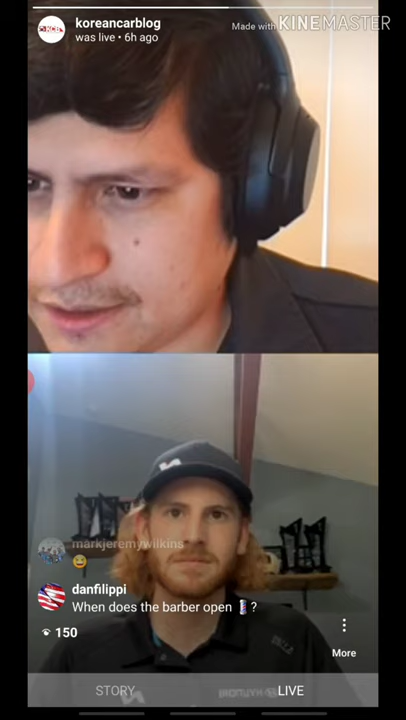 koreancarblog
was live • 6h ago
Made with KINEMASTER
KCB
markjeremywilkins
😄
danfilippi
When does the barber open 💈?
150
More
STORY
LIVE